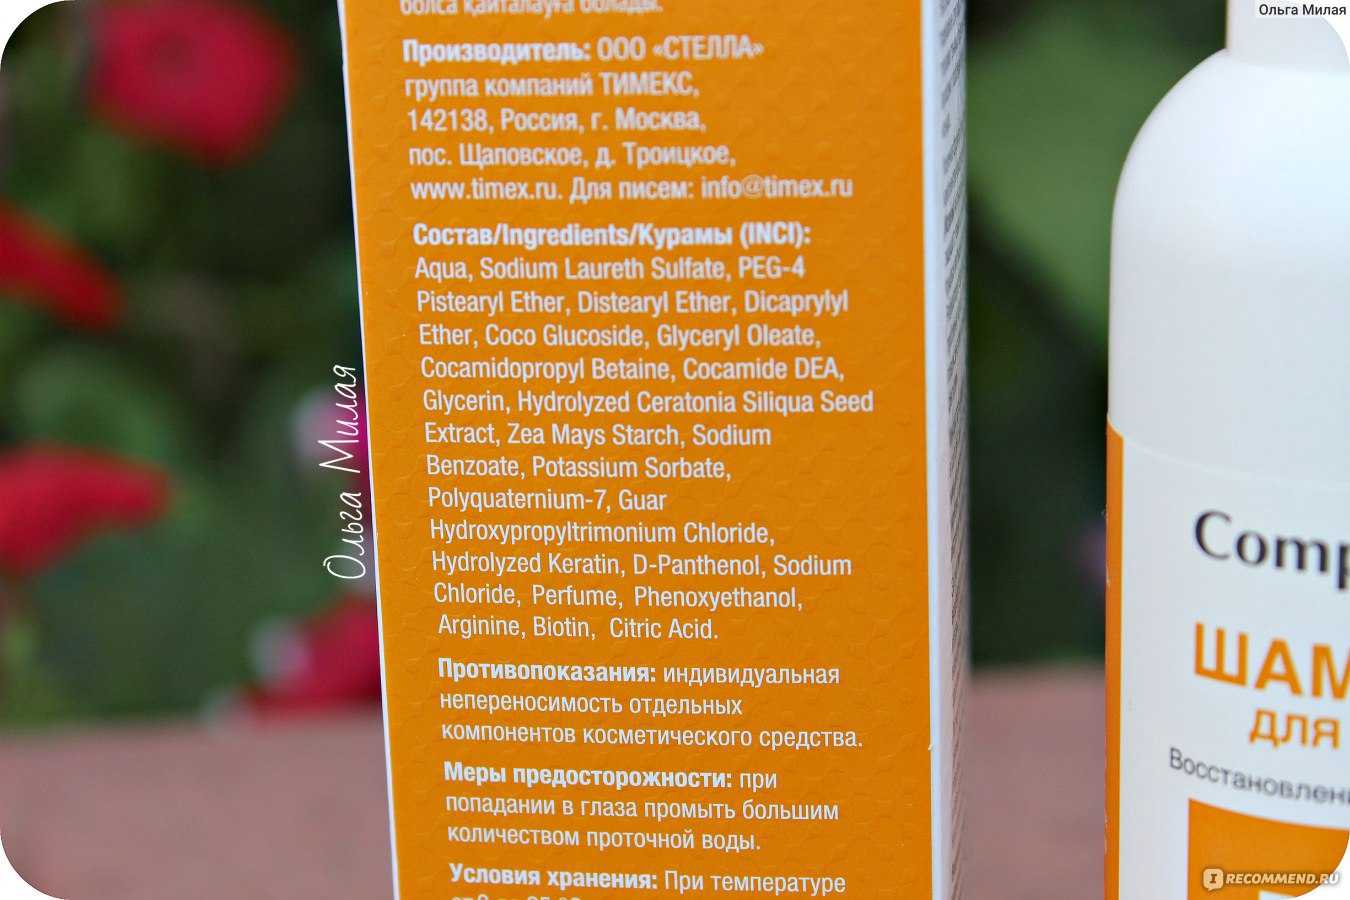 Ольга Милая
болса қайталауға болады.
Производитель: ООО «СТЕЛЛА»
группа компаний ТИМЕКС,
142138, Россия, г. Москва,
пос. Щаповское, д. Троицкое,
www.timex.ru. Для писем: info@timex.ru
Состав/Ingredients/Курамы (INCI):
Aqua, Sodium Laureth Sulfate, PEG-4
Pistearyl Ether, Distearyl Ether, Dicaprylyl
Ether, Coco Glucoside, Glyceryl Oleate,
Cocamidopropyl Betaine, Cocamide DEA,
Glycerin, Hydrolyzed Ceratonia Siliqua Seed
Extract, Zea Mays Starch, Sodium
Benzoate, Potassium Sorbate,
Polyquaternium-7, Guar
Hydroxypropyltrimonium Chloride,
Hydrolyzed Keratin, D-Panthenol, Sodium
Chloride, Perfume, Phenoxyethanol,
Arginine, Biotin, Citric Acid.
Противопоказания: индивидуальная
непереносимость отдельных
компонентов косметического средства.
Меры предосторожности: при
попадании в глаза промыть большим
количеством проточной воды.
Условия хранения: При температуре
Ольга Милая
Comp
ШАМ
для
Восстановлени
IRECOMMEND.RU